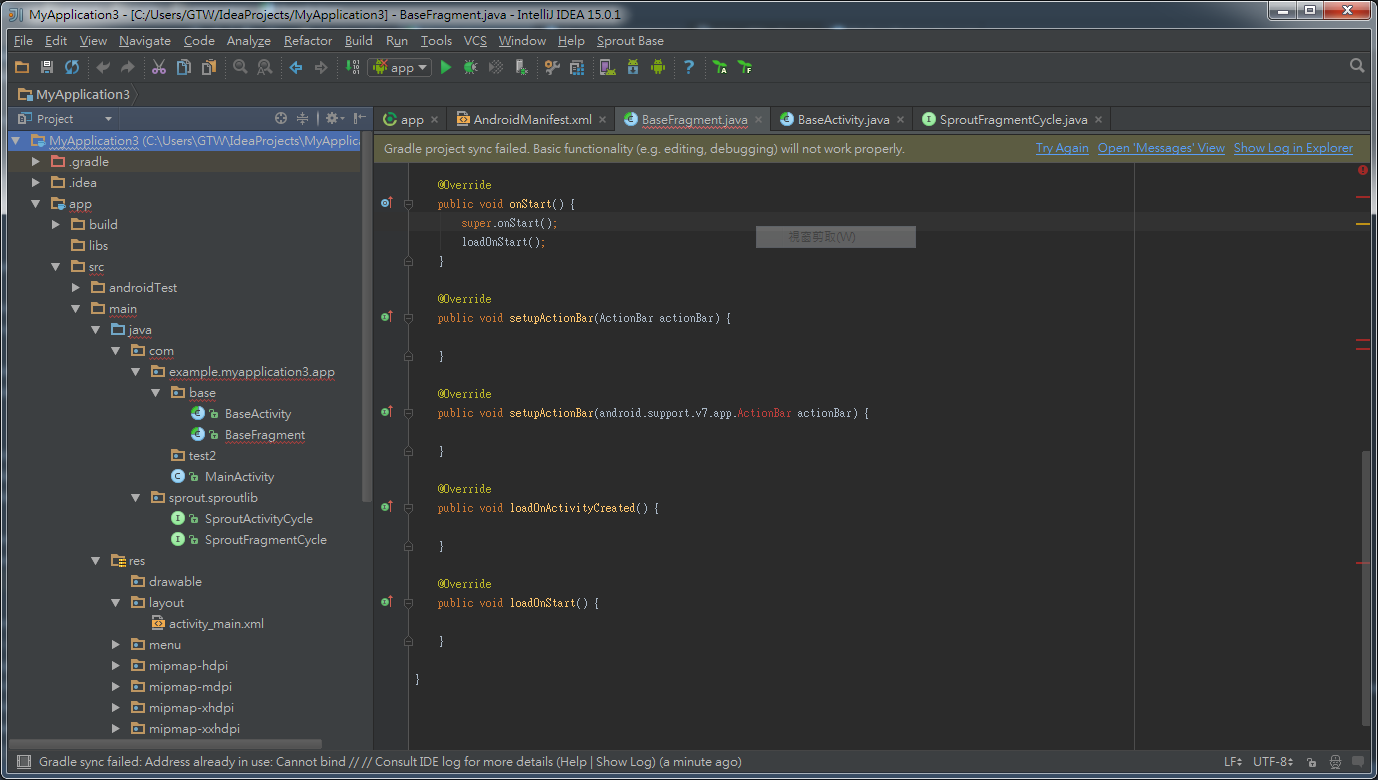 MyApplication3 - [C:/Users/GTW/IdeaProjects/MyApplication3] - BaseFragment.java - IntelliJ IDEA 15.0.1
File Edit View Navigate Code Analyze Refactor Build Run Tools VCS Window Help Sprout Base
app
MyApplication3
Project
app AndroidManifest.xml BaseFragment.java BaseActivity.java SproutFragmentCycle.java
MyApplication3 (C:\Users\GTW\IdeaProjects\MyApplic
.gradle
.idea
app
build
libs
src
androidTest
main
java
com
example.myapplication3.app
base
BaseActivity
BaseFragment
test2
MainActivity
sprout.sproutlib
SproutActivityCycle
SproutFragmentCycle
res
drawable
layout
activity_main.xml
menu
mipmap-hdpi
mipmap-mdpi
mipmap-xhdpi
mipmap-xxhdpi
Gradle project sync failed. Basic functionality (e.g. editing, debugging) will not work properly. Try Again Open 'Messages' View Show Log in Explorer
@Override
public void onStart() {
super.onStart();
loadOnStart();
}
視窗剪取(W)
@Override
public void setupActionBar(ActionBar actionBar) {
}
@Override
public void setupActionBar(android.support.v7.app.ActionBar actionBar) {
}
@Override
public void loadOnActivityCreated() {
}
@Override
public void loadOnStart() {
}
}
Gradle sync failed: Address already in use: Cannot bind // // Consult IDE log for more details (Help | Show Log) (a minute ago) LF UTF-8